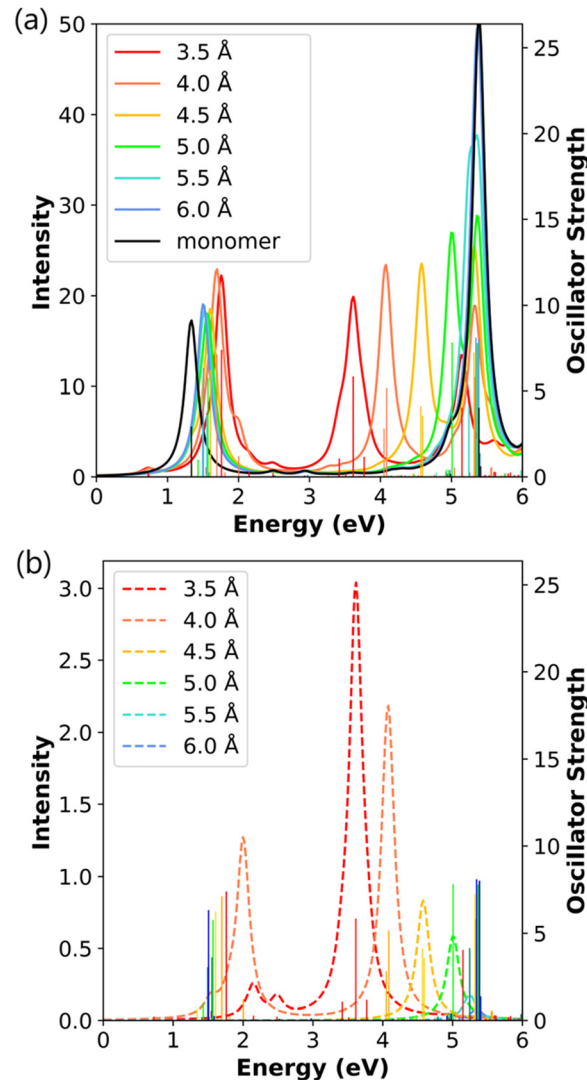 (a)
50
40
30
20
10
0
Intensity
3.5 Å
4.0 Å
4.5 Å
5.0 Å
5.5 Å
6.0 Å
monomer
25
20
15
10
5
0
Oscillator Strength
0 1 2 3 4 5 6
Energy (eV)
(b)
3.0
2.5
2.0
1.5
1.0
0.5
0.0
Intensity
3.5 Å
4.0 Å
4.5 Å
5.0 Å
5.5 Å
6.0 Å
25
20
15
10
5
0
Oscillator Strength
0 1 2 3 4 5 6
Energy (eV)